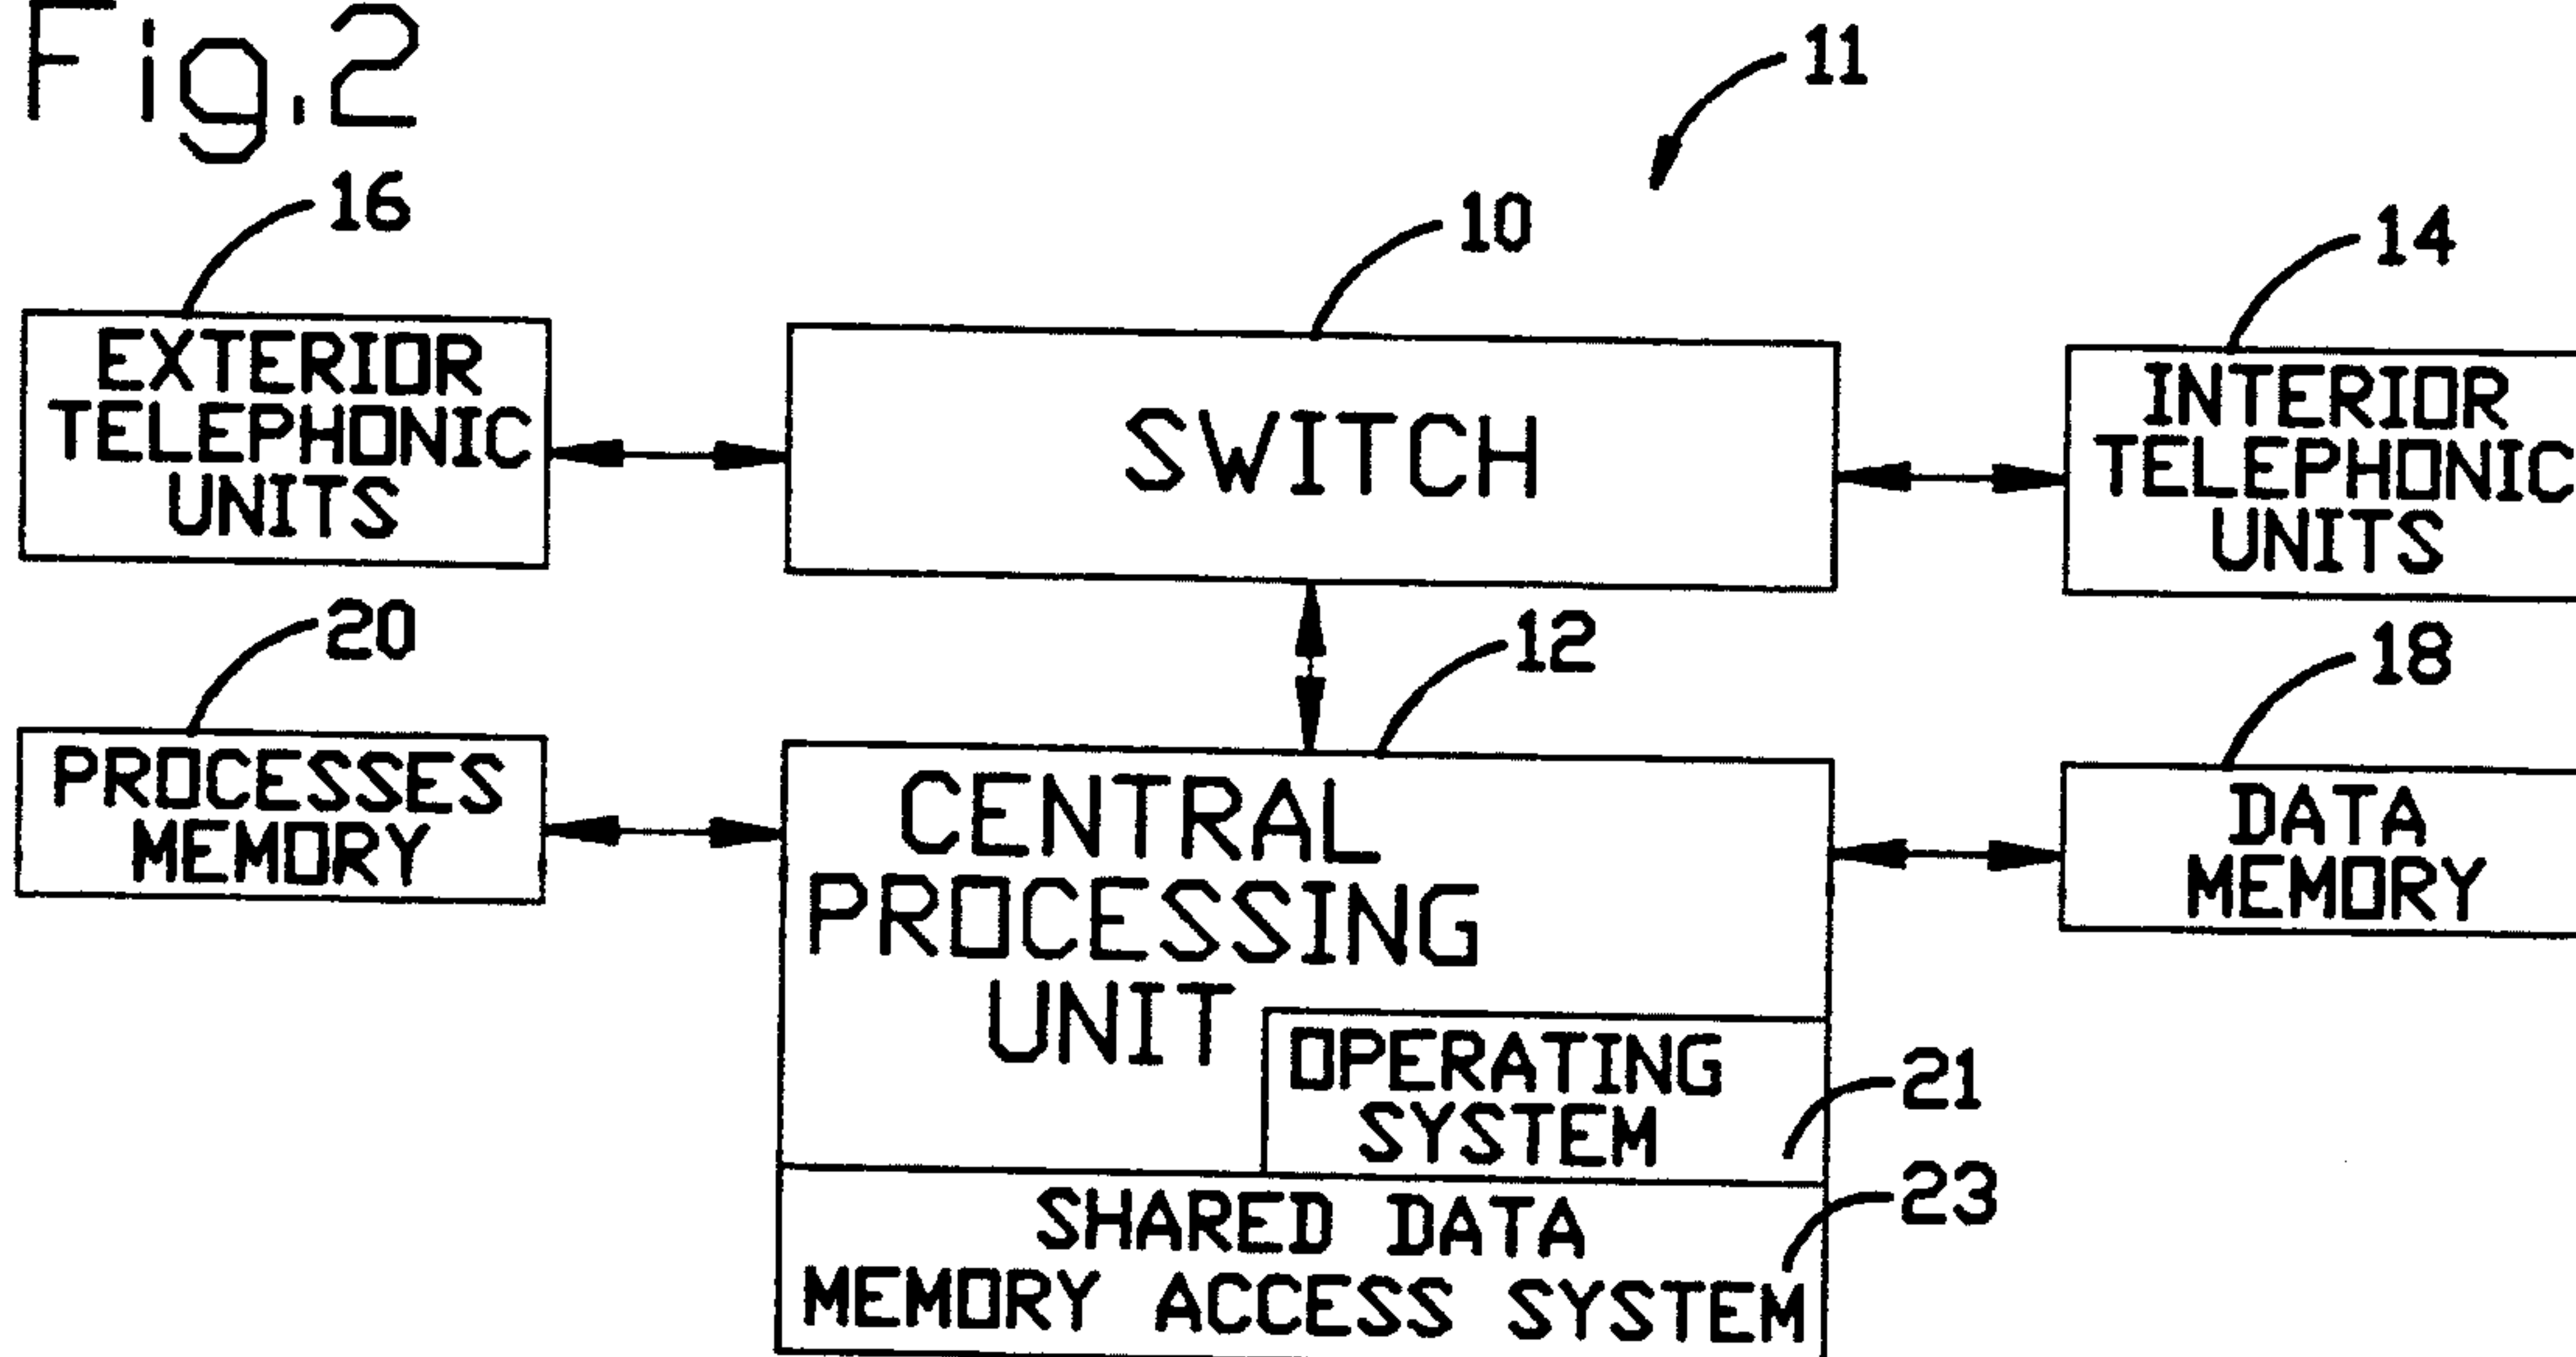 Fig.2
11
16
10
14
EXTERIOR
TELEPHONIC
UNITS
SWITCH
INTERIOR
TELEPHONIC
UNITS
20
12
18
PROCESSES
MEMORY
CENTRAL
PROCESSING
UNIT
DATA
MEMORY
OPERATING
SYSTEM
21
SHARED DATA
MEMORY ACCESS SYSTEM
23